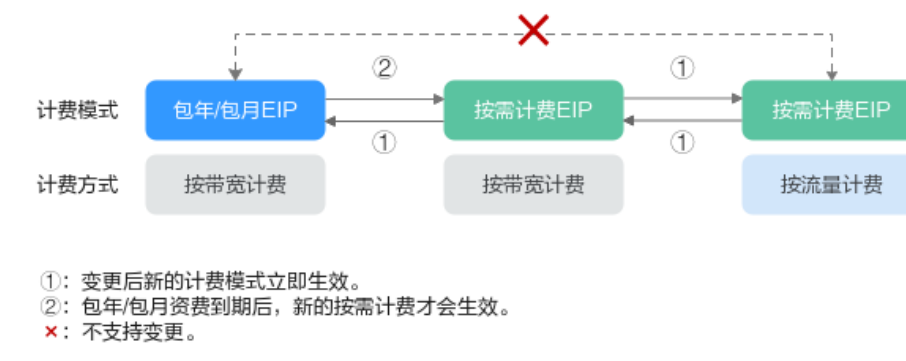 ② ①
计费模式 包年/包月EIP 按需计费EIP 按需计费EIP
① ①
计费方式 按带宽计费 按带宽计费 按流量计费
①：变更后新的计费模式立即生效。
②：包年/包月资费到期后，新的按需计费才会生效。
×：不支持变更。